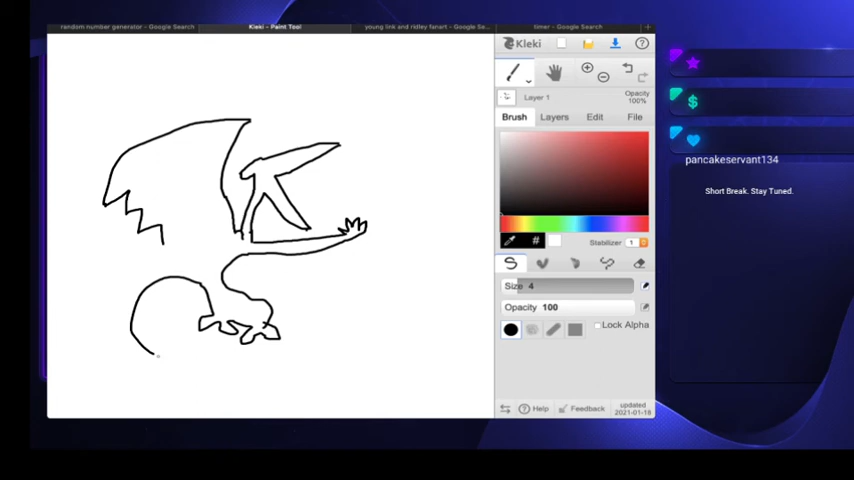 random number generator - Google Search
Kleki - Paint Tool
young link and ridley fanart - Google Se...
timer - Google Search
Kleki
Layer 1
Opacity
100%
Brush
Layers
Edit
File
#
Stabilizer 1
Size 4
Opacity 100
Lock Alpha
Help
Feedback
updated
2021-01-18
pancakeservant134
Short Break. Stay Tuned.